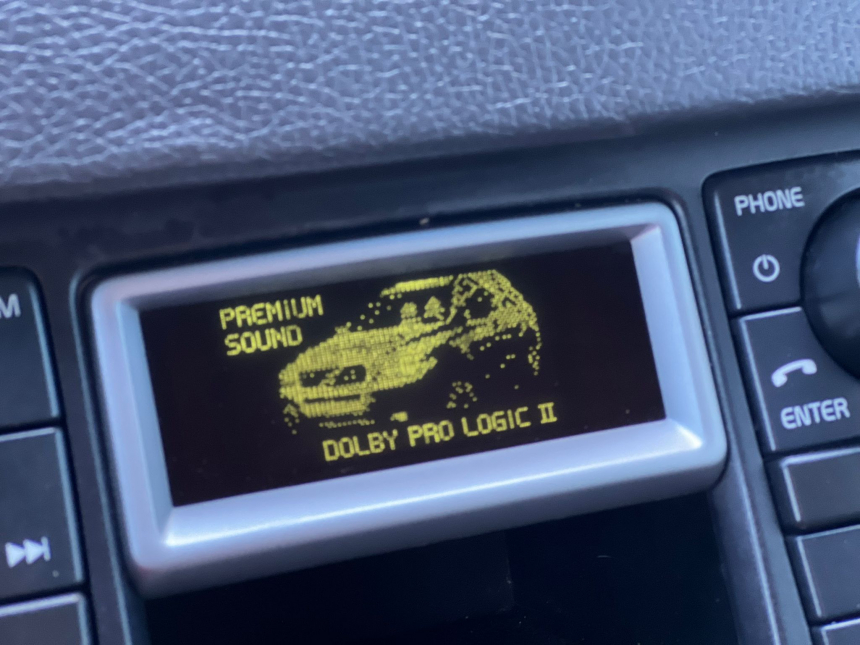 PREMIUM
SOUND
DOLBY PRO LOGIC II
PHONE
ENTER
M